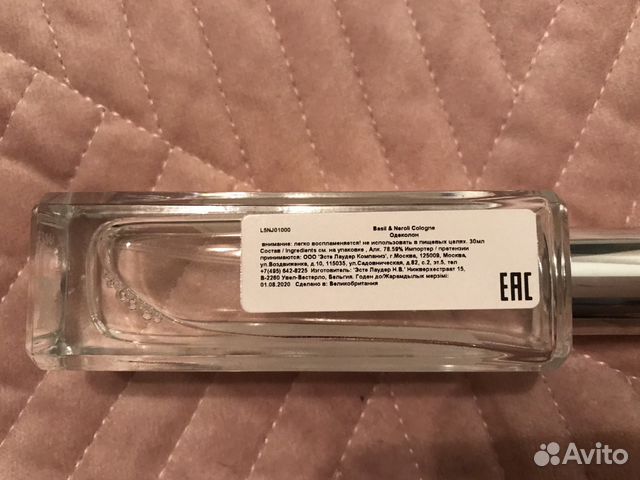 L5NJ01000 Basil & Neroli Cologne
Одеколон
внимание: легко воспламеняется! не использовать в пищевых целях. 30мл
Состав / Ingredients см. на упаковке , Алк. 78.59% Импортер / претензии
принимаются: ООО "Эсте Лаудер Компаниз", г.Москва, 125009, Москва,
ул.Воздвиженка, д.10, 115035, ул.Садовническая, д.82, с.2, эт.5, тел
+7(495) 642-8225 Изготовитель: "Эсте Лаудер Н.В." Нижверхестраат 15,
B-2260 Увел-Вестерло, Бельгия. Годен до/Жарамдылык мерзiмi:
01.08.2020 Сделано в: Великобритания
EAC
Avito